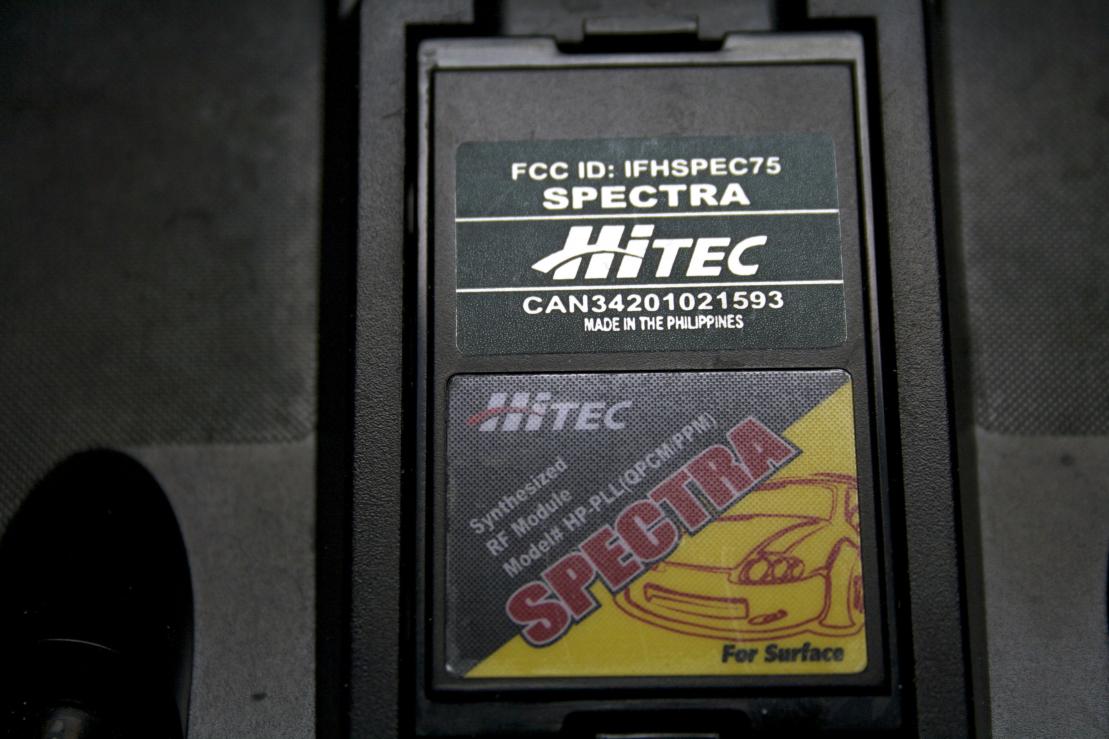 FCC ID: IFHSPEC75
SPECTRA
HiTEC
CAN34201021593
MADE IN THE PHILIPPINES
HiTEC
Synthesized
RF Module
Model# HP-PLL(QPCM/PPM)
SPECTRA
For Surface